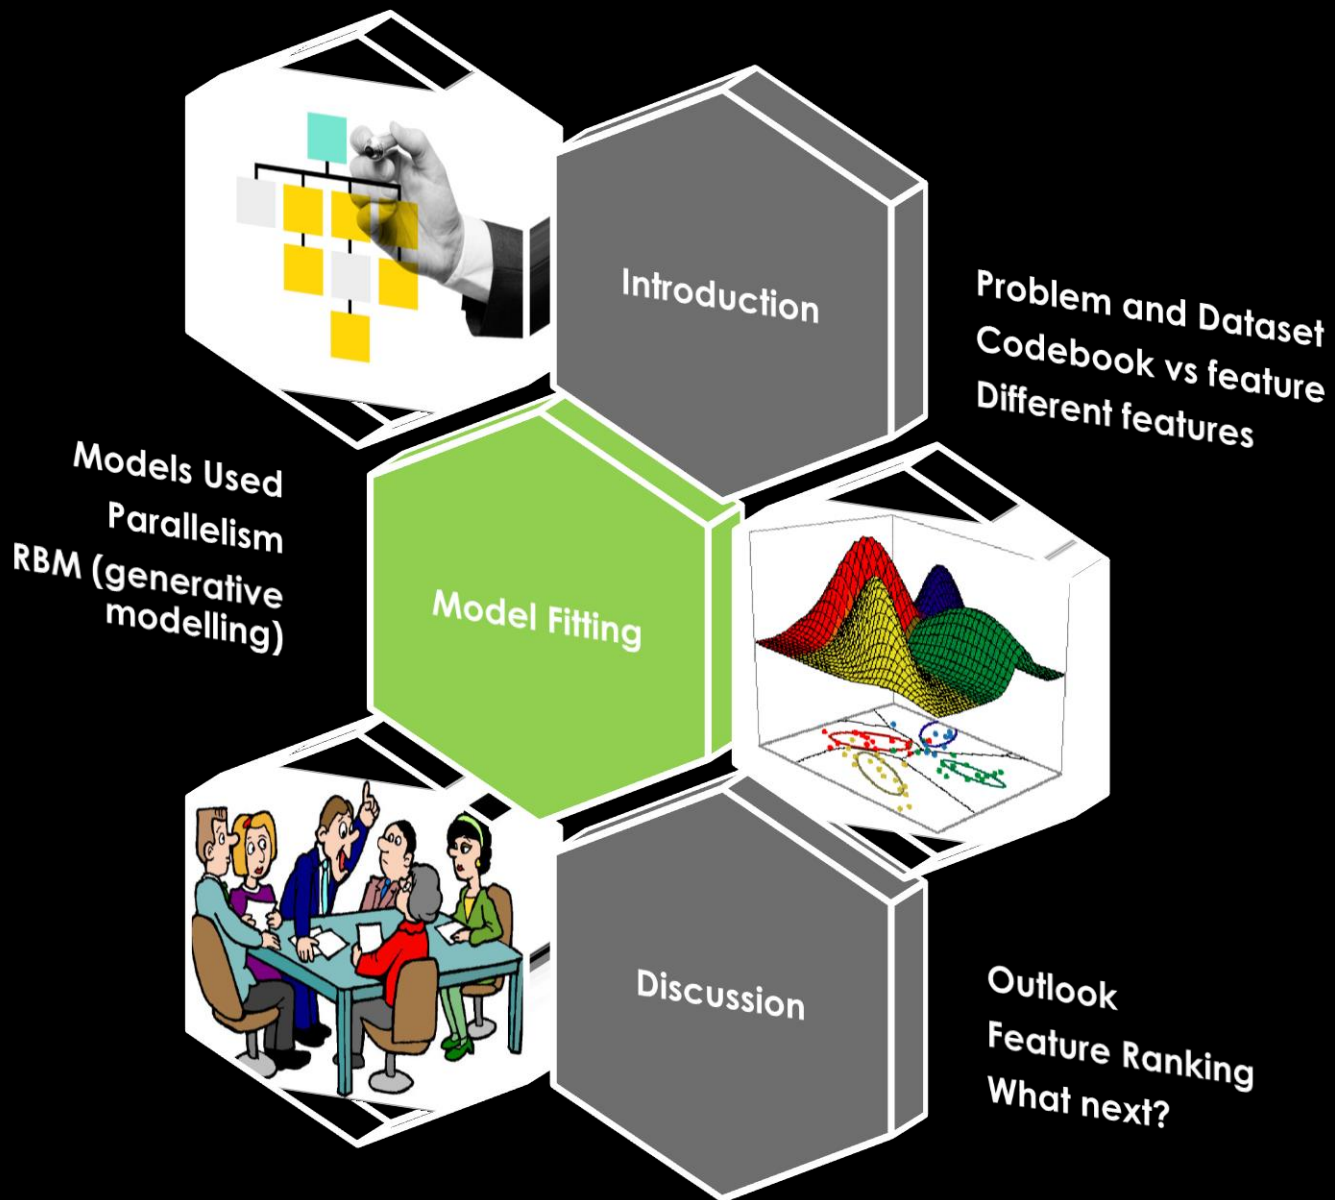 Introduction
Problem and Dataset
Codebook vs feature
Different features
Models Used
Parallelism
RBM (generative
modelling)
Model Fitting
Discussion
Outlook
Feature Ranking
What next?